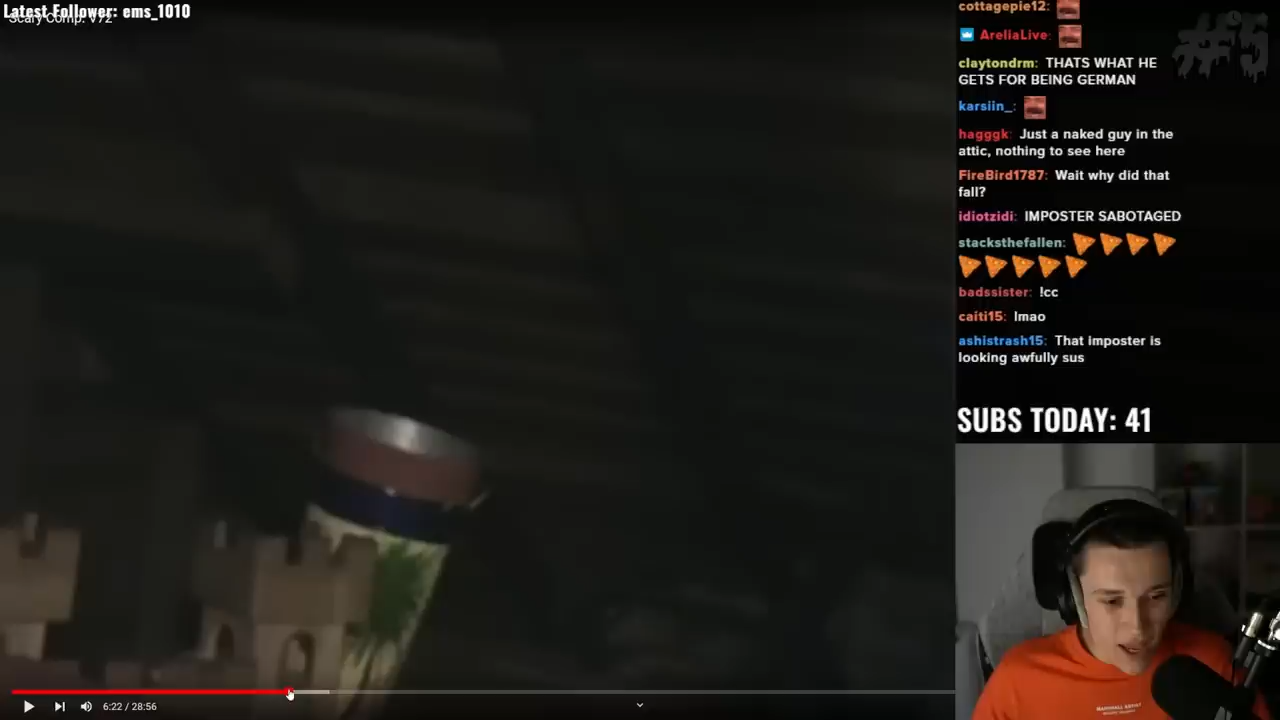 Latest Follower: ems_1010
Scary Comp. V72
#5
cottagepie12:
AreliaLive:
claytondrm: THATS WHAT HE
GETS FOR BEING GERMAN
karsiin_:
hagggk: Just a naked guy in the
attic, nothing to see here
FireBird1787: Wait why did that
fall?
idiotzidi: IMPOSTER SABOTAGED
stacksthefallen:
badssister: !cc
caiti15: lmao
ashistrash15: That imposter is
looking awfully sus
SUBS TODAY: 41
6:22 / 28:56